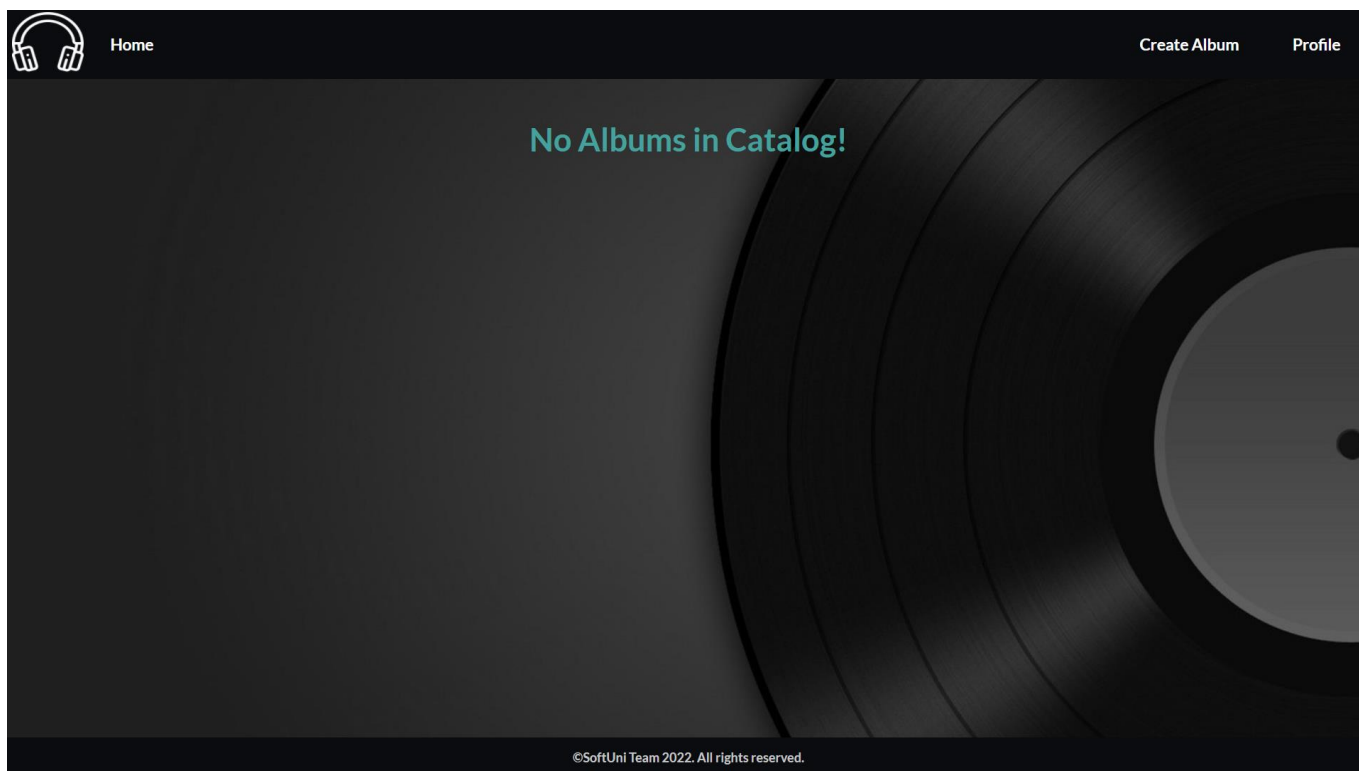 Home
Create Album
Profile
No Albums in Catalog!
©SoftUni Team 2022. All rights reserved.